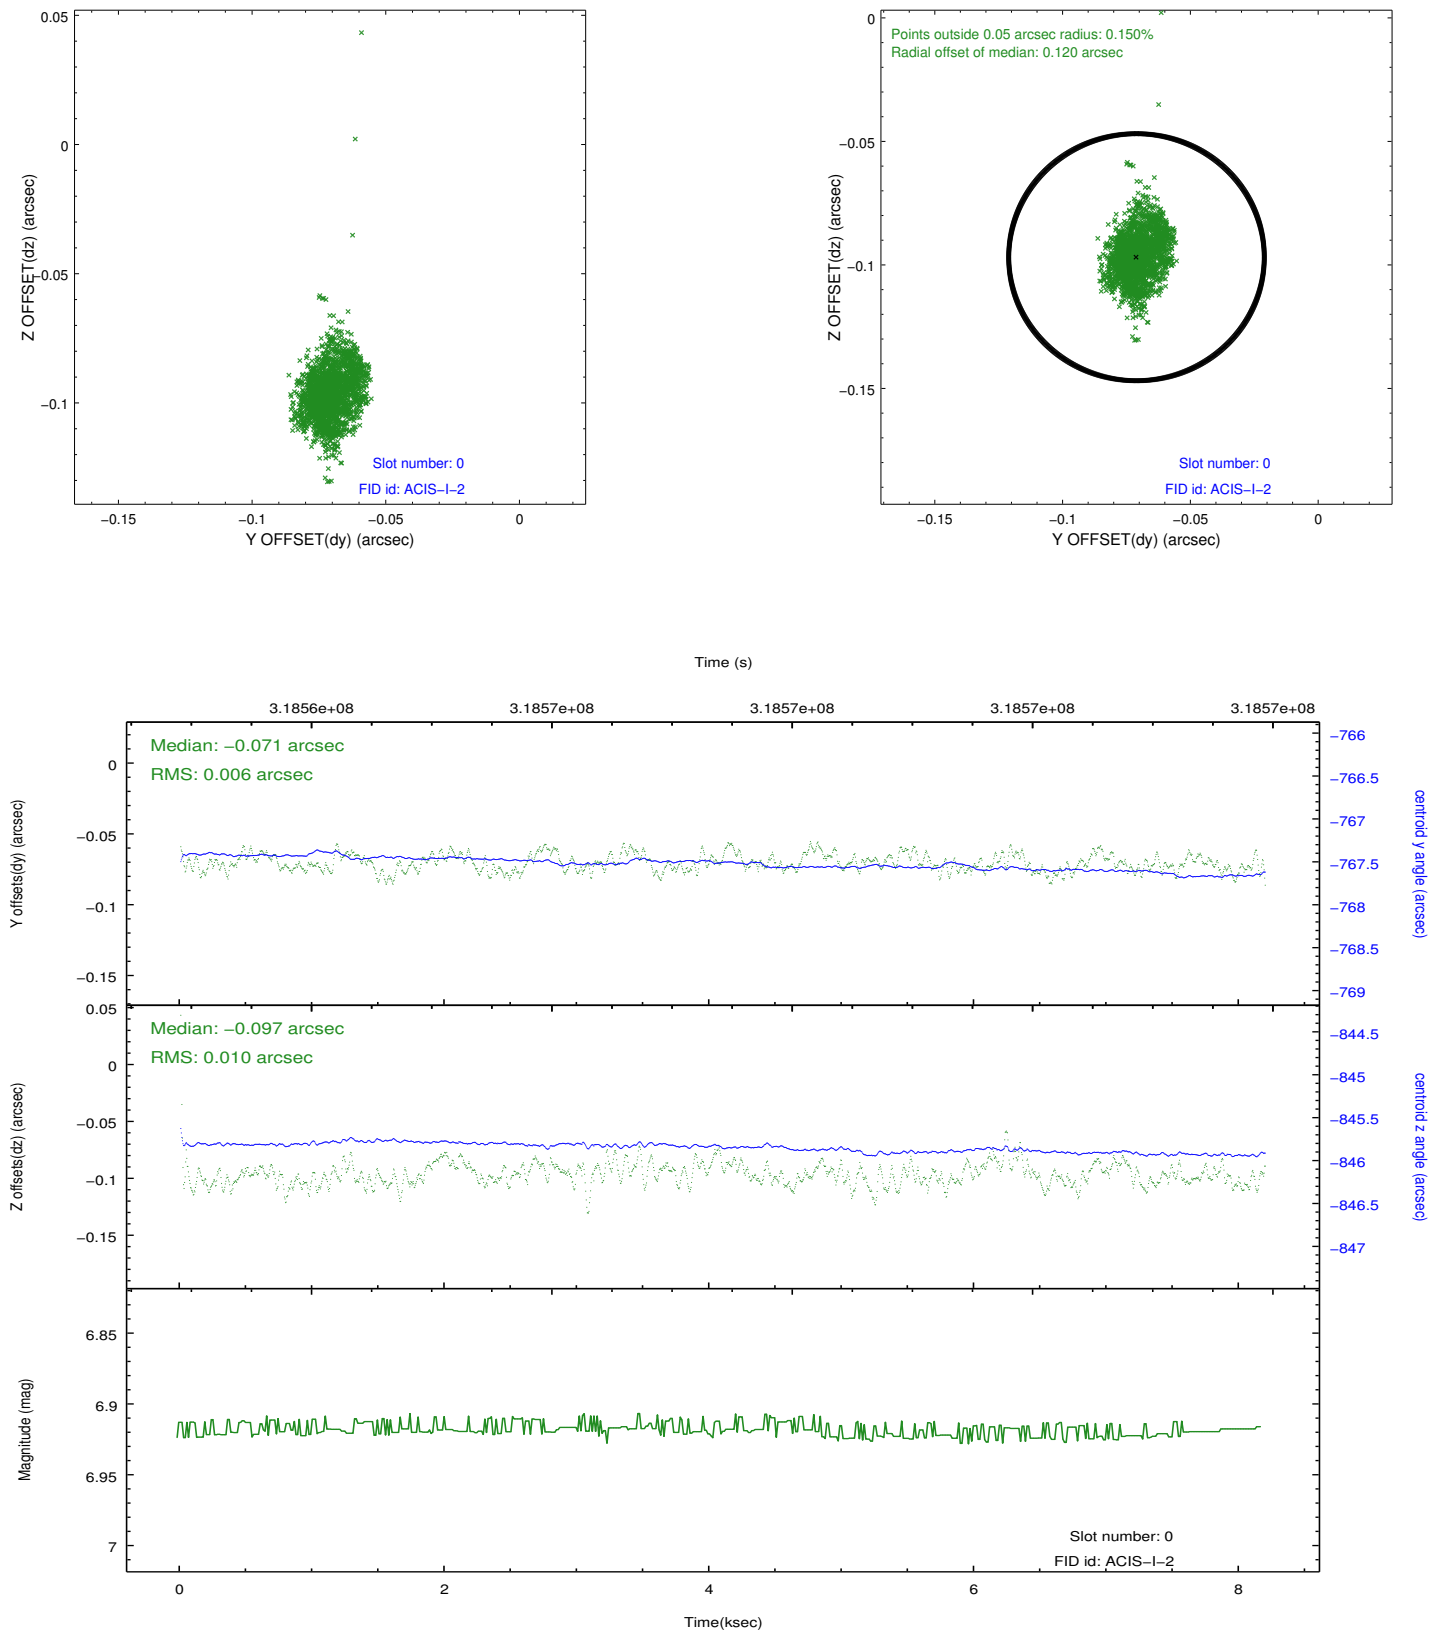 0.05
0
−0.05
−0.1
Z OFFSET(dz) (arcsec)
Slot number: 0
FID id: ACIS−I−2
−0.15 −0.1 −0.05 0
Y OFFSET(dy) (arcsec)
Points outside 0.05 arcsec radius: 0.150%
Radial offset of median: 0.120 arcsec
0
−0.05
−0.1
−0.15
Z OFFSET(dz) (arcsec)
Slot number: 0
FID id: ACIS−I−2
−0.15 −0.1 −0.05 0
Y OFFSET(dy) (arcsec)
Time (s)
3.1856e+08 3.1857e+08 3.1857e+08 3.1857e+08 3.1857e+08
Median: −0.071 arcsec
RMS: 0.006 arcsec
0
−0.05
−0.1
−0.15
Y offsets(dy) (arcsec)
−766
−766.5
−767
−767.5
−768
−768.5
−769
centroid y angle (arcsec)
Median: −0.097 arcsec
RMS: 0.010 arcsec
0.05
0
−0.05
−0.1
−0.15
Z offsets(dz) (arcsec)
−844.5
−845
−845.5
−846
−846.5
−847
centroid z angle (arcsec)
6.85
6.9
6.95
7
Magnitude (mag)
Slot number: 0
FID id: ACIS−I−2
0 2 4 6 8
Time(ksec)